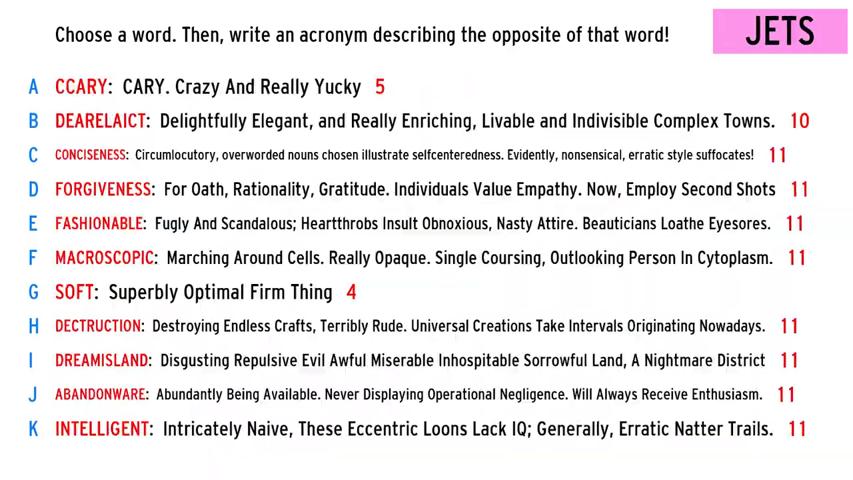 Choose a word. Then, write an acronym describing the opposite of that word!
JETS
A CCARY: CARY. Crazy And Really Yucky 5
B DEARELAICT: Delightfully Elegant, and Really Enriching, Livable and Indivisible Complex Towns. 10
C CONCISENESS: Circumlocutory, overworded nouns chosen illustrate selfcenteredness. Evidently, nonsensical, erratic style suffocates! 11
D FORGIVENESS: For Oath, Rationality, Gratitude. Individuals Value Empathy. Now, Employ Second Shots 11
E FASHIONABLE: Fugly And Scandalous; Heartthrobs Insult Obnoxious, Nasty Attire. Beauticians Loathe Eyesores. 11
F MACROSCOPIC: Marching Around Cells. Really Opaque. Single Coursing, Outlooking Person In Cytoplasm. 11
G SOFT: Superbly Optimal Firm Thing 4
H DECTRUCTION: Destroying Endless Crafts, Terribly Rude. Universal Creations Take Intervals Originating Nowadays. 11
I DREAMISLAND: Disgusting Repulsive Evil Awful Miserable Inhospitable Sorrowful Land, A Nightmare District 11
J ABANDONWARE: Abundantly Being Available. Never Displaying Operational Negligence. Will Always Receive Enthusiasm. 11
K INTELLIGENT: Intricately Naive, These Eccentric Loons Lack IQ; Generally, Erratic Natter Trails. 11